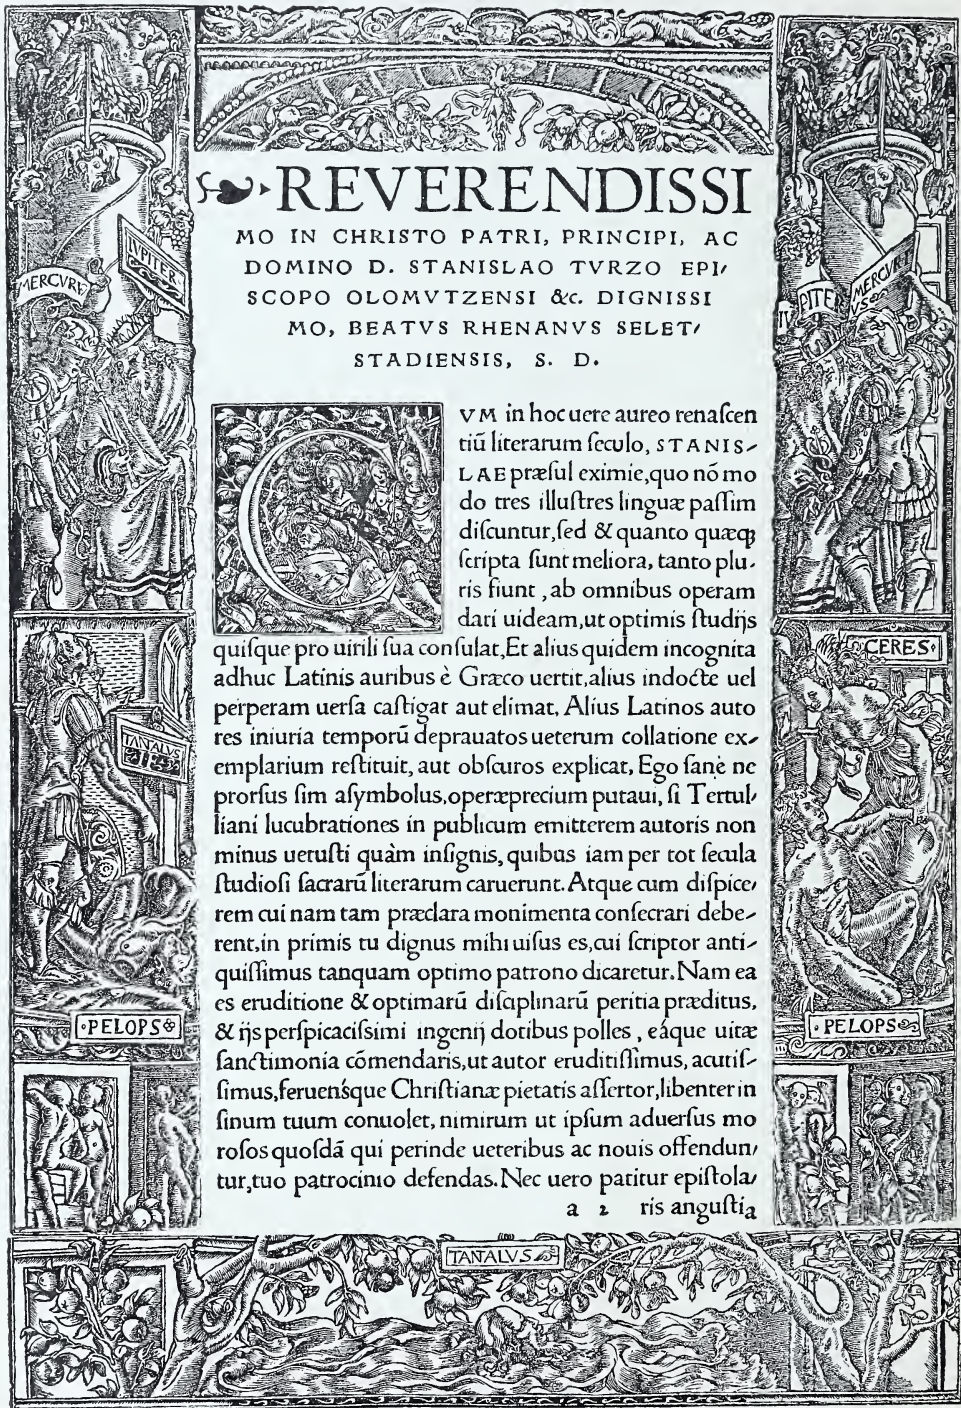 REVERENDISSI
MO IN CHRISTO PATRI, PRINCIPI, AC
DOMINO D. STANISLAO TVRZO EPI/
SCOPO OLOMVTZENSI &c. DIGNISSI
MO, BEATVS RHENANVS SELET/
STADIENSIS, S. D.
CVM in hoc uere aureo renaſcen
tiū literarum ſeculo, STANIS/
LAE præſul eximie, quo nō mo
do tres illuſtres linguæ paſſim
diſcuntur, ſed & quanto quæqꝫ
ſcripta ſunt meliora, tanto plu/
ris fiunt, ab omnibus operam
dari uideam, ut optimis ſtudijs
quiſque pro uirili ſua conſulat, Et alius quidem incognita
adhuc Latinis auribus è Græco uertit, alius indocte uel
perperam uerſa caſtigat aut elimat, Alius Latinos auto
res iniuria temporū deprauatos ueterum collatione ex/
emplarium reſtituit, aut obſcuros explicat, Ego ſanè ne
prorſus ſim aſymbolus, operæprecium putaui, ſi Tertul/
liani lucubrationes in publicum emitterem autoris non
minus uetuſti quàm inſignis, quibus iam per tot ſecula
ſtudioſi ſacrarū literarum caruerunt. Atque cum diſpice/
rem cui nam tam præclara monimenta conſecrari debe/
rent, in primis tu dignus mihi uiſus es, cui ſcriptor anti/
quiſſimus tanquam optimo patrono dicaretur. Nam ea
es eruditione & optimarū diſciplinarū peritia præditus,
& ijs perſpicaciſsimi ingenij dotibus polles, eáque uitæ
ſanctimonia cōmendaris, ut autor eruditiſſimus, acutiſ/
ſimus, feruenśque Chriſtianæ pietatis aſſertor, libenter in
ſinum tuum conuolet, nimirum ut ipſum aduerſus mo
roſos quoſdā qui perinde ueteribus ac nouis offendun/
tur, tuo patrocinio defendas. Nec uero patitur epiſtola/
a 2 ris anguſtia
MERCVRI
IVPITER
IVPITER
MERCVRI
VS
TANTALVS
CERES
PELOPS
PELOPS
TANTALVS